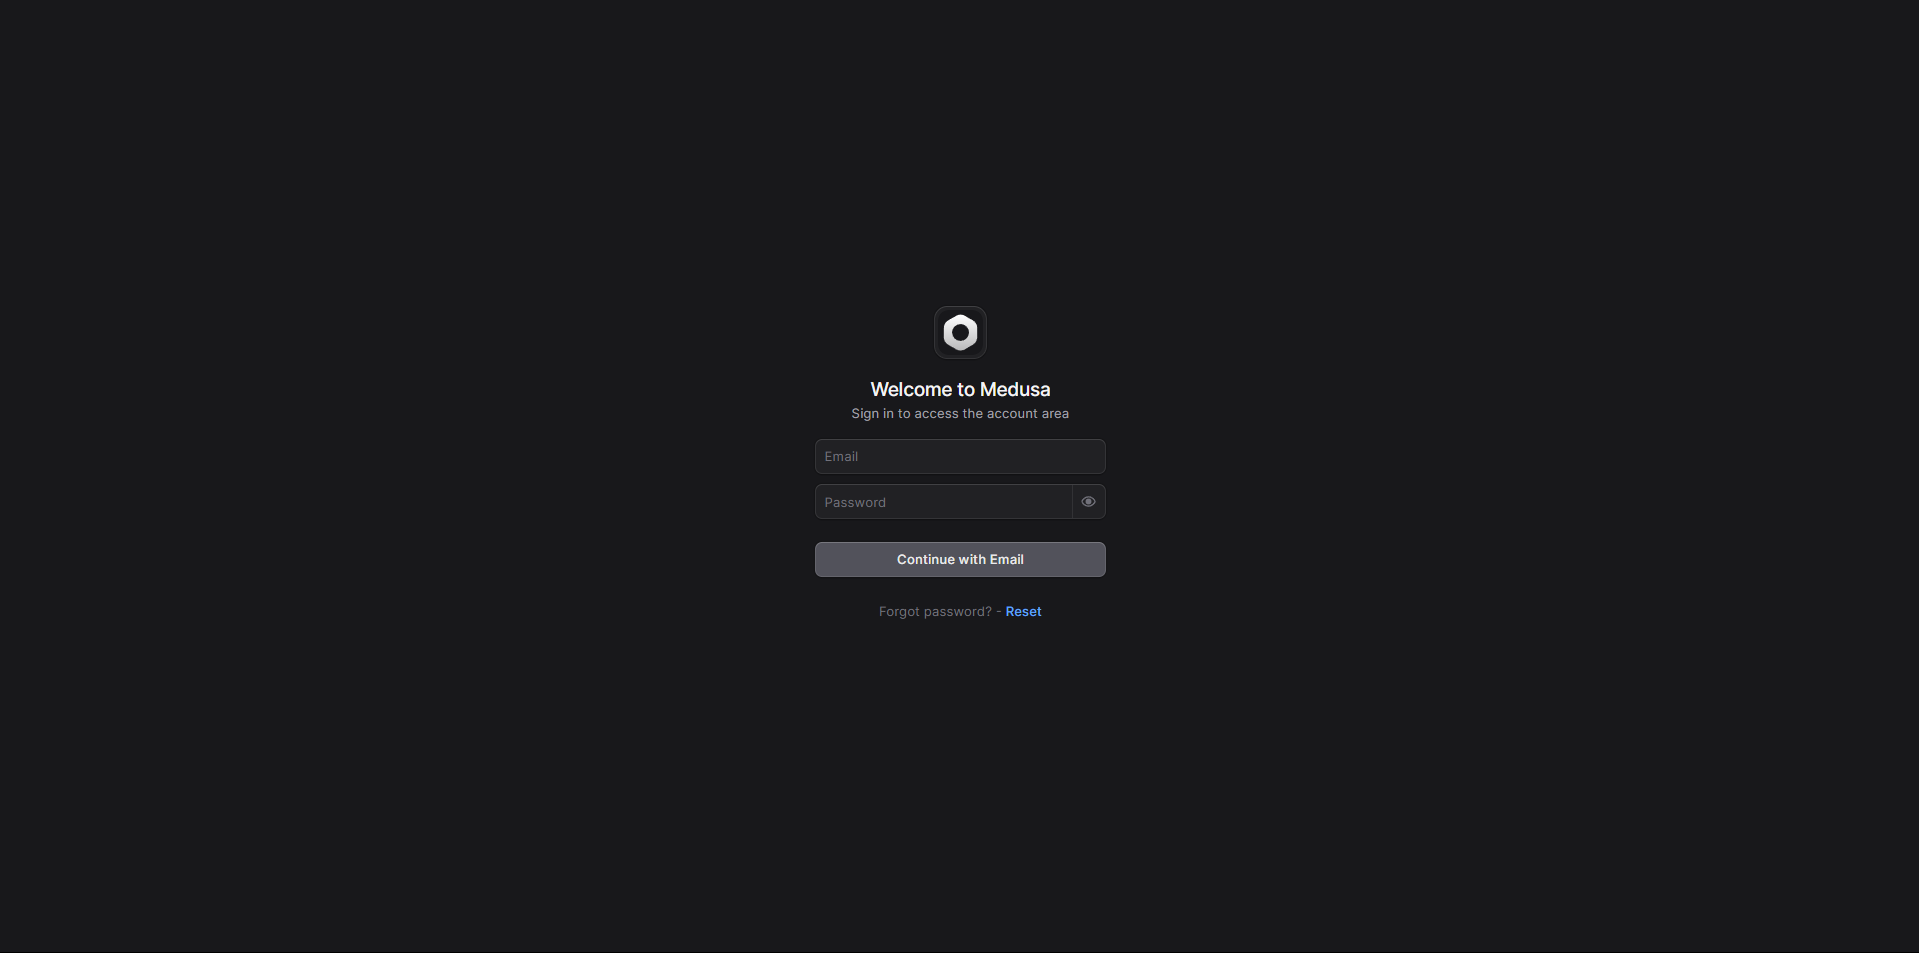 Welcome to Medusa
Sign in to access the account area
Email
Password
Continue with Email
Forgot password? - Reset